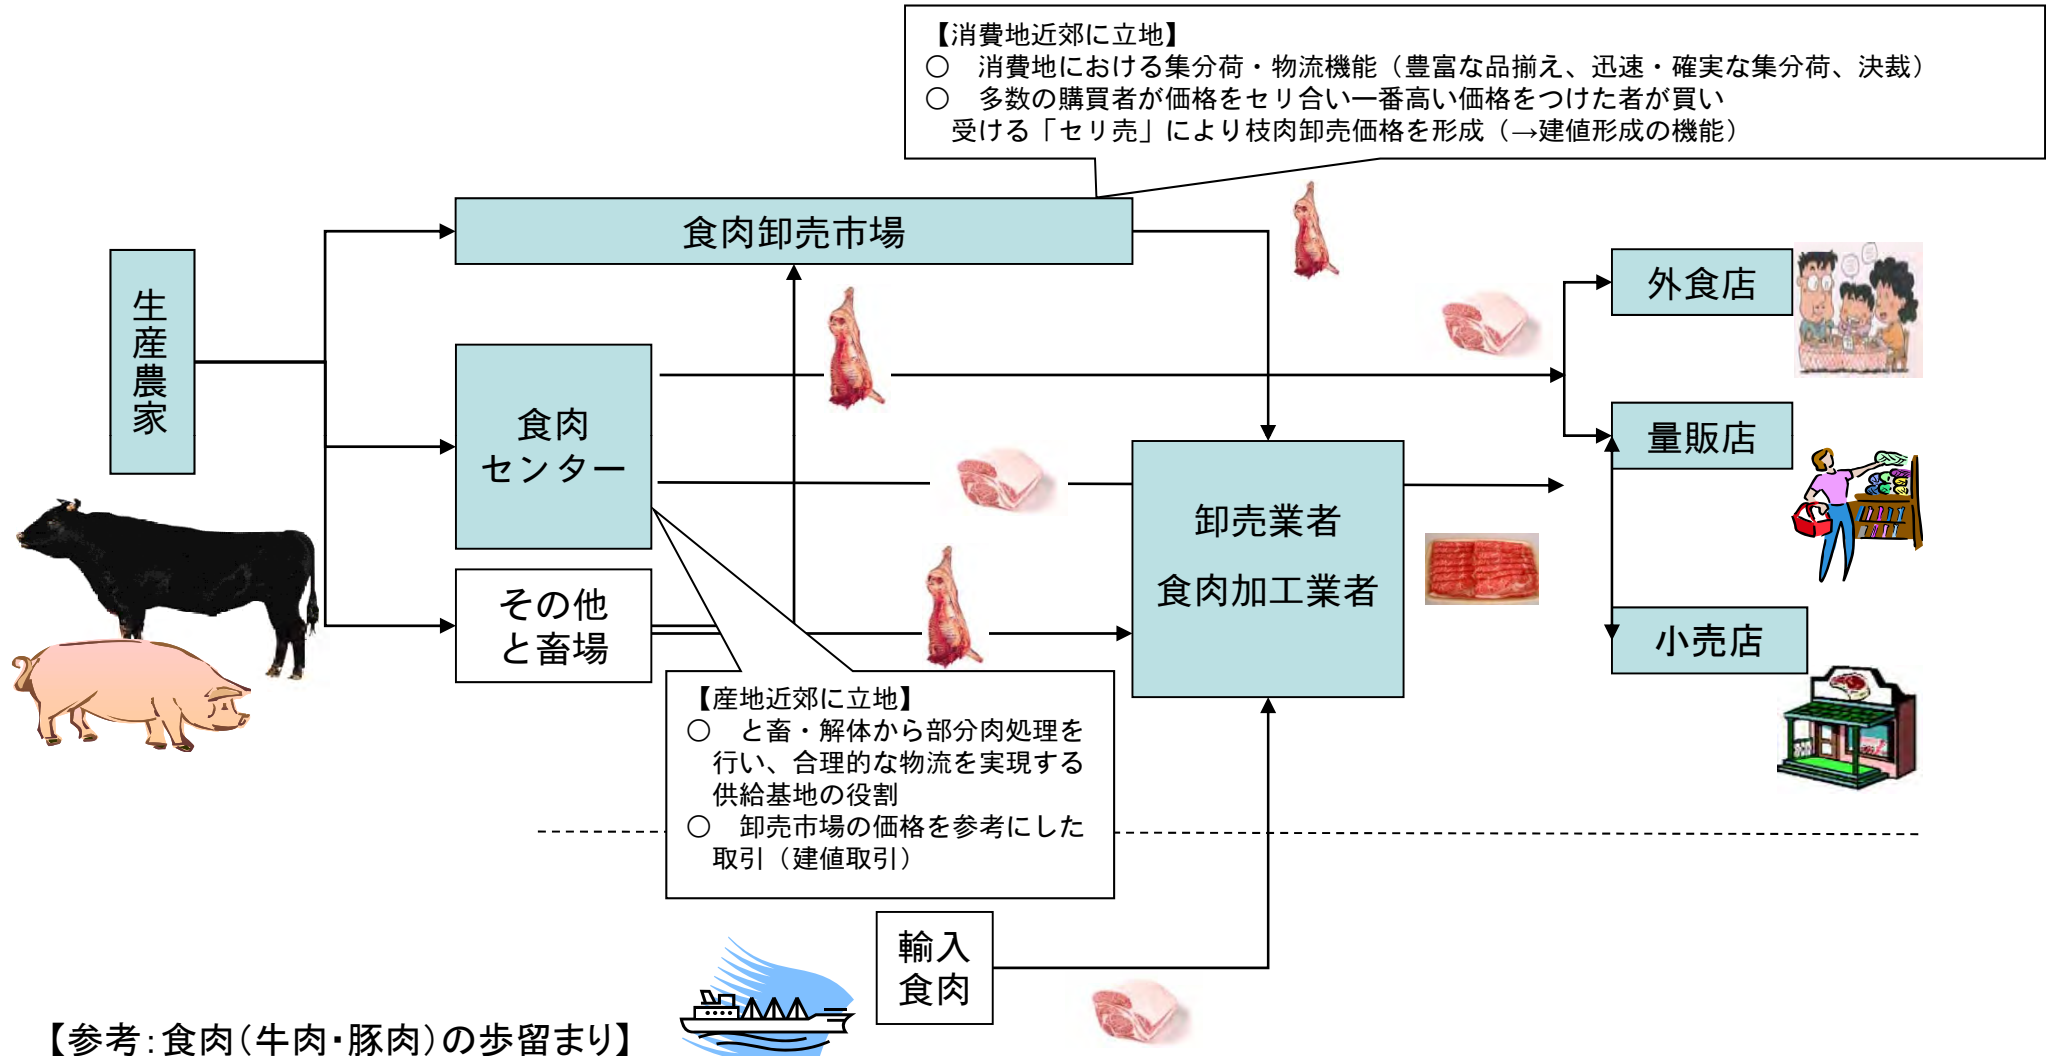 【消費地近郊に立地】
○　消費地における集分荷・物流機能（豊富な品揃え、迅速・確実な集分荷、決裁）
○　多数の購買者が価格をセリ合い一番高い価格をつけた者が買い
受ける「セリ売」により枝肉卸売価格を形成（→建値形成の機能）
食肉卸売市場
生産農家
食肉
センター
その他
と畜場
卸売業者
食肉加工業者
外食店
量販店
小売店
【産地近郊に立地】
○　と畜・解体から部分肉処理を
行い、合理的な物流を実現する
供給基地の役割
○　卸売市場の価格を参考にした
取引（建値取引）
輸入
食肉
【参考：食肉（牛肉・豚肉）の歩留まり】